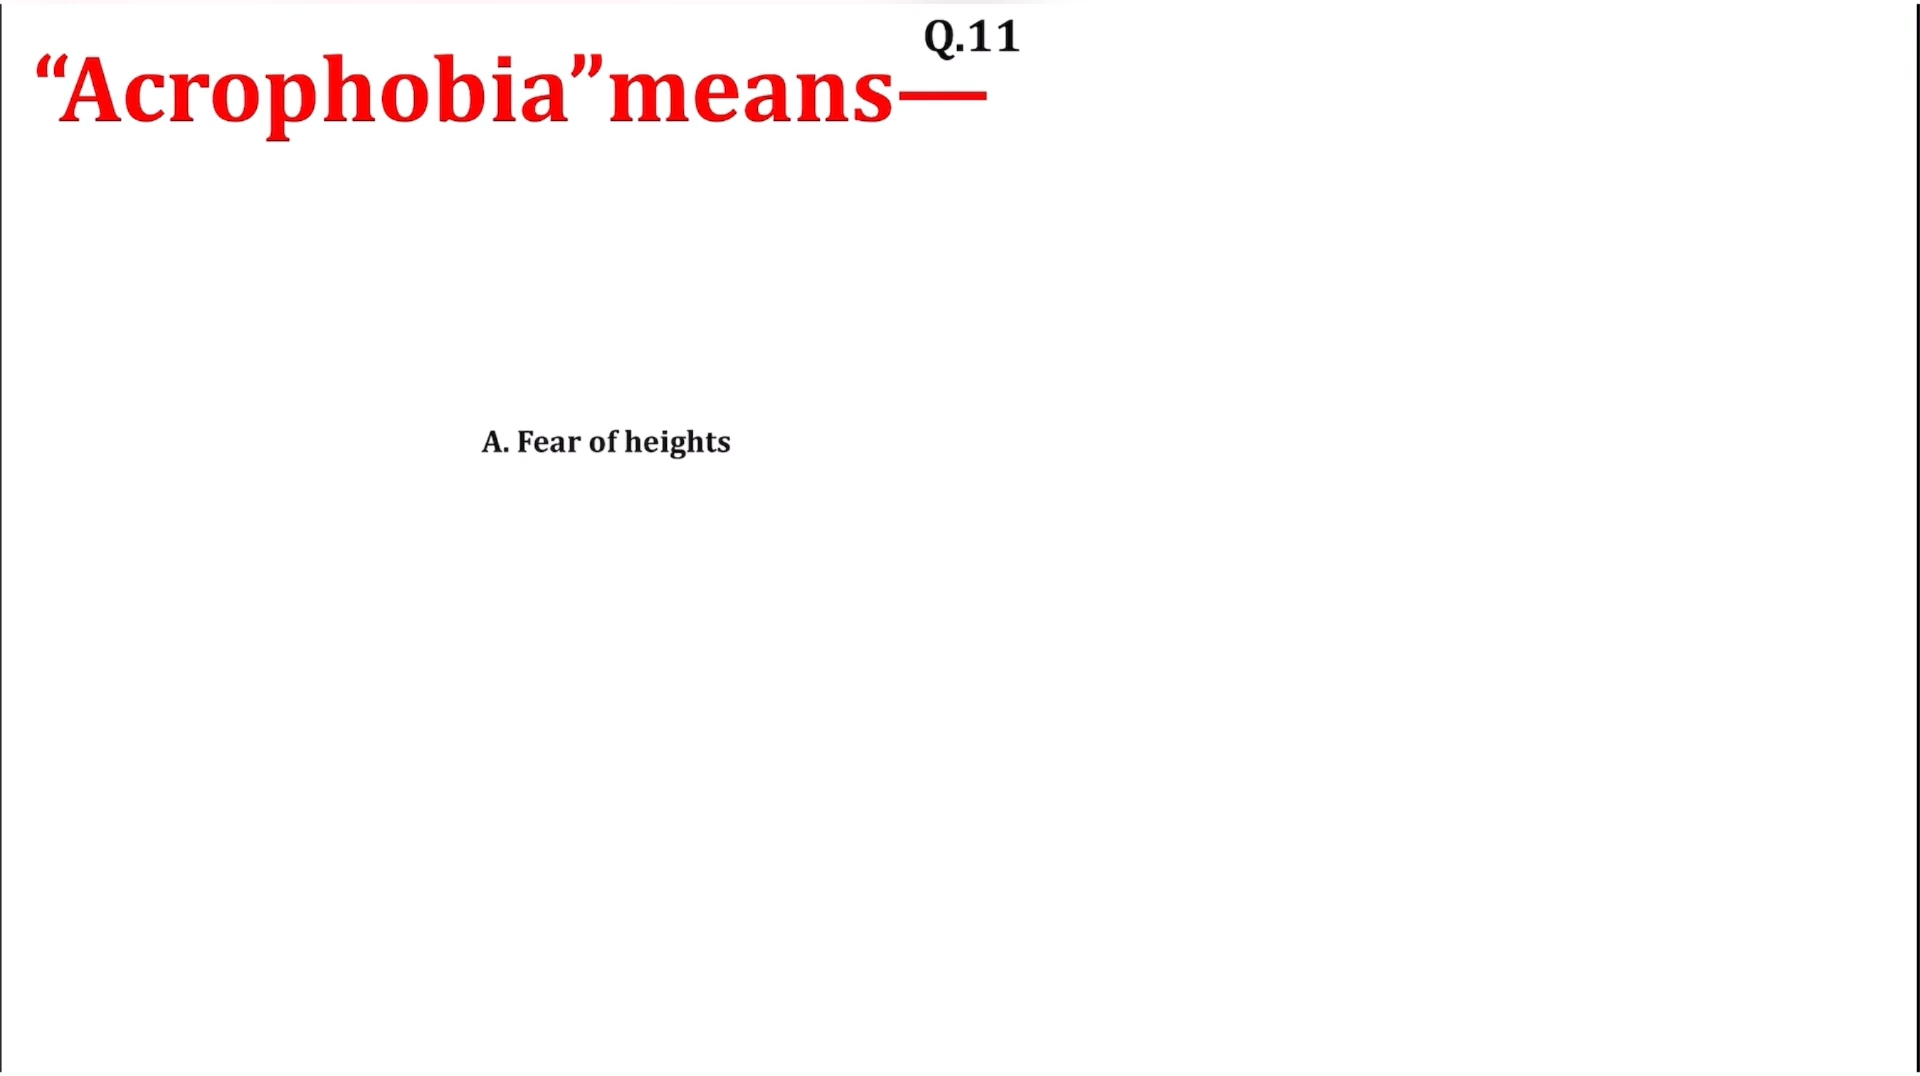 Q.11
“Acrophobia”means—
A. Fear of heights